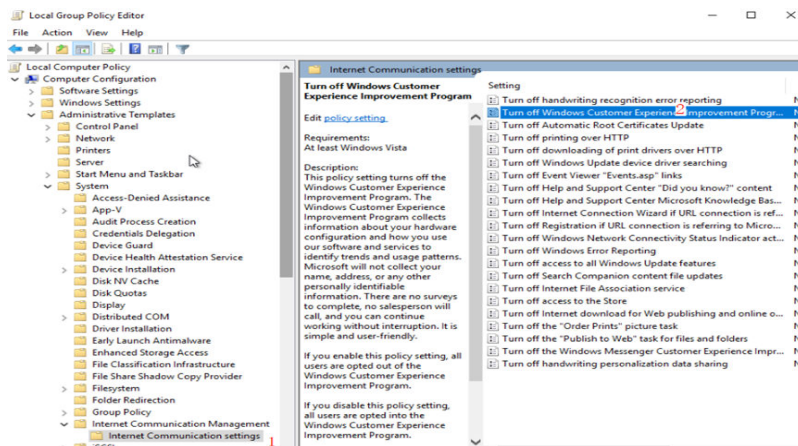 Local Group Policy Editor
File Action View Help
Local Computer Policy
Computer Configuration
Software Settings
Windows Settings
Administrative Templates
Control Panel
Network
Printers
Server
Start Menu and Taskbar
System
Access-Denied Assistance
App-V
Audit Process Creation
Credentials Delegation
Device Guard
Device Health Attestation Service
Device Installation
Disk NV Cache
Disk Quotas
Display
Distributed COM
Driver Installation
Early Launch Antimalware
Enhanced Storage Access
File Classification Infrastructure
File Share Shadow Copy Provider
Filesystem
Folder Redirection
Group Policy
Internet Communication Management
Internet Communication settings 1
Internet Communication settings
Turn off Windows Customer
Experience Improvement Program
Edit policy setting
Requirements:
At least Windows Vista
Description:
This policy setting turns off the
Windows Customer Experience
Improvement Program. The
Windows Customer Experience
Improvement Program collects
information about your hardware
configuration and how you use
our software and services to
identify trends and usage patterns.
Microsoft will not collect your
name, address, or any other
personally identifiable
information. There are no surveys
to complete, no salesperson will
call, and you can continue
working without interruption. It is
simple and user-friendly.
If you enable this policy setting, all
users are opted out of the
Windows Customer Experience
Improvement Program.
If you disable this policy setting,
all users are opted into the
Windows Customer Experience
Improvement Program.
Setting
Turn off handwriting recognition error reporting
Turn off Windows Customer Experience Improvement Progr... 2
Turn off Automatic Root Certificates Update
Turn off printing over HTTP
Turn off downloading of print drivers over HTTP
Turn off Windows Update device driver searching
Turn off Event Viewer "Events.asp" links
Turn off Help and Support Center "Did you know?" content
Turn off Help and Support Center Microsoft Knowledge Bas...
Turn off Internet Connection Wizard if URL connection is ref...
Turn off Registration if URL connection is referring to Micro...
Turn off Windows Network Connectivity Status Indicator act...
Turn off Windows Error Reporting
Turn off access to all Windows Update features
Turn off Search Companion content file updates
Turn off Internet File Association service
Turn off access to the Store
Turn off Internet download for Web publishing and online o...
Turn off the "Order Prints" picture task
Turn off the "Publish to Web" task for files and folders
Turn off the Windows Messenger Customer Experience Impr...
Turn off handwriting personalization data sharing